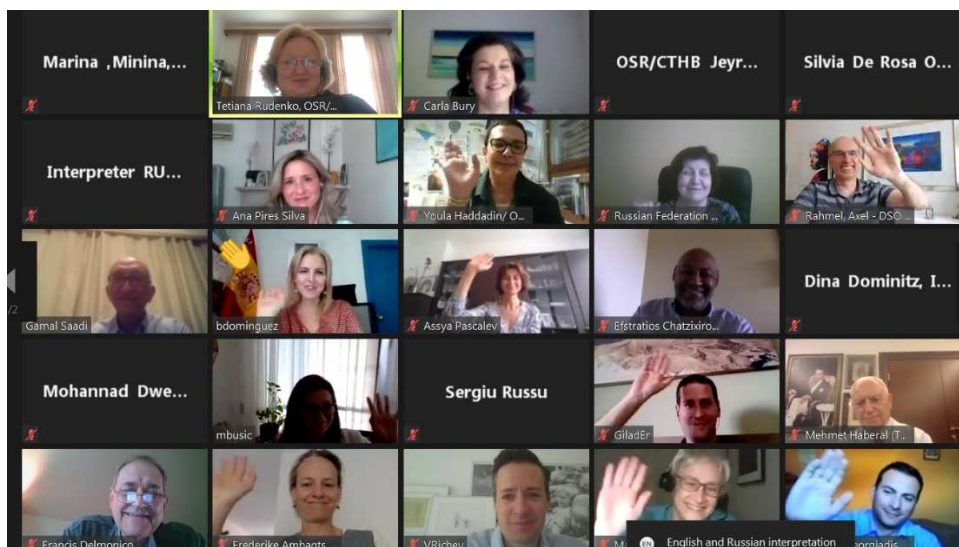 Marina ,Minina,...
Tetiana Rudenko, OSR/...
Carla Bury
OSR/CTHB Jeyr...
Silvia De Rosa O...
Interpreter RU...
Ana Pires Silva
Youla Haddadin/ O...
Russian Federation ...
Rahmel, Axel - DSO ...
/2
Gamal Saadi
bdominguez
Assya Pascalev
Efstratios Chatzixiro...
Dina Dominitz, I...
Mohannad Dwe...
mbusic
Sergiu Russu
GiladEr
Mehmet Haberal (T...
Francis Delmonico
Frederike Ambagts
VRichev
EN English and Russian interpretation